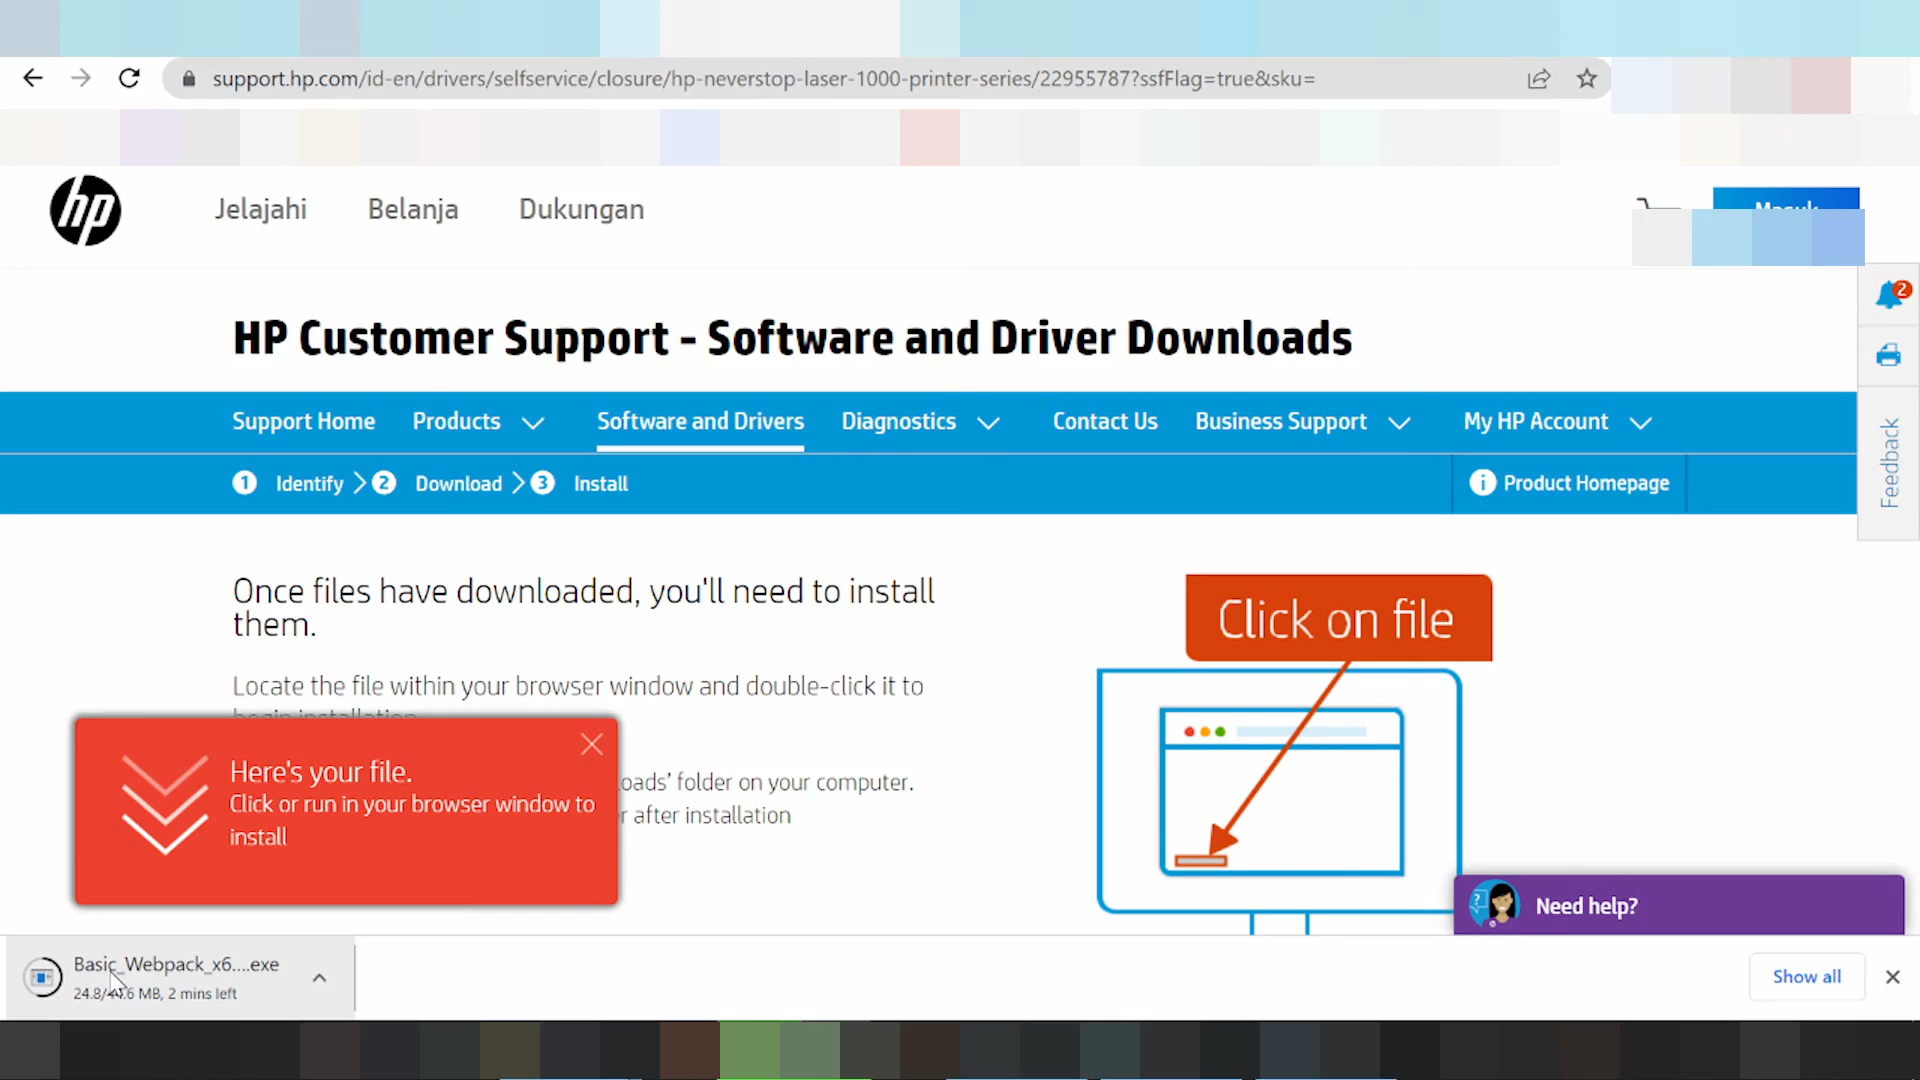 support.hp.com/id-en/drivers/selfservice/closure/hp-neverstop-laser-1000-printer-series/22955787?ssfFlag=true&sku=
hp
Jelajahi
Belanja
Dukungan
2
HP Customer Support - Software and Driver Downloads
Support Home
Products
Software and Drivers
Diagnostics
Contact Us
Business Support
My HP Account
1 Identify
2 Download
3 Install
i Product Homepage
Feedback
Once files have downloaded, you'll need to install
them.
Locate the file within your browser window and double-click it to
Here's your file.
Click or run in your browser window to
install
oads' folder on your computer.
r after installation
Click on file
Need help?
Basic_Webpack_x6....exe
MB, 2 mins left
Show all